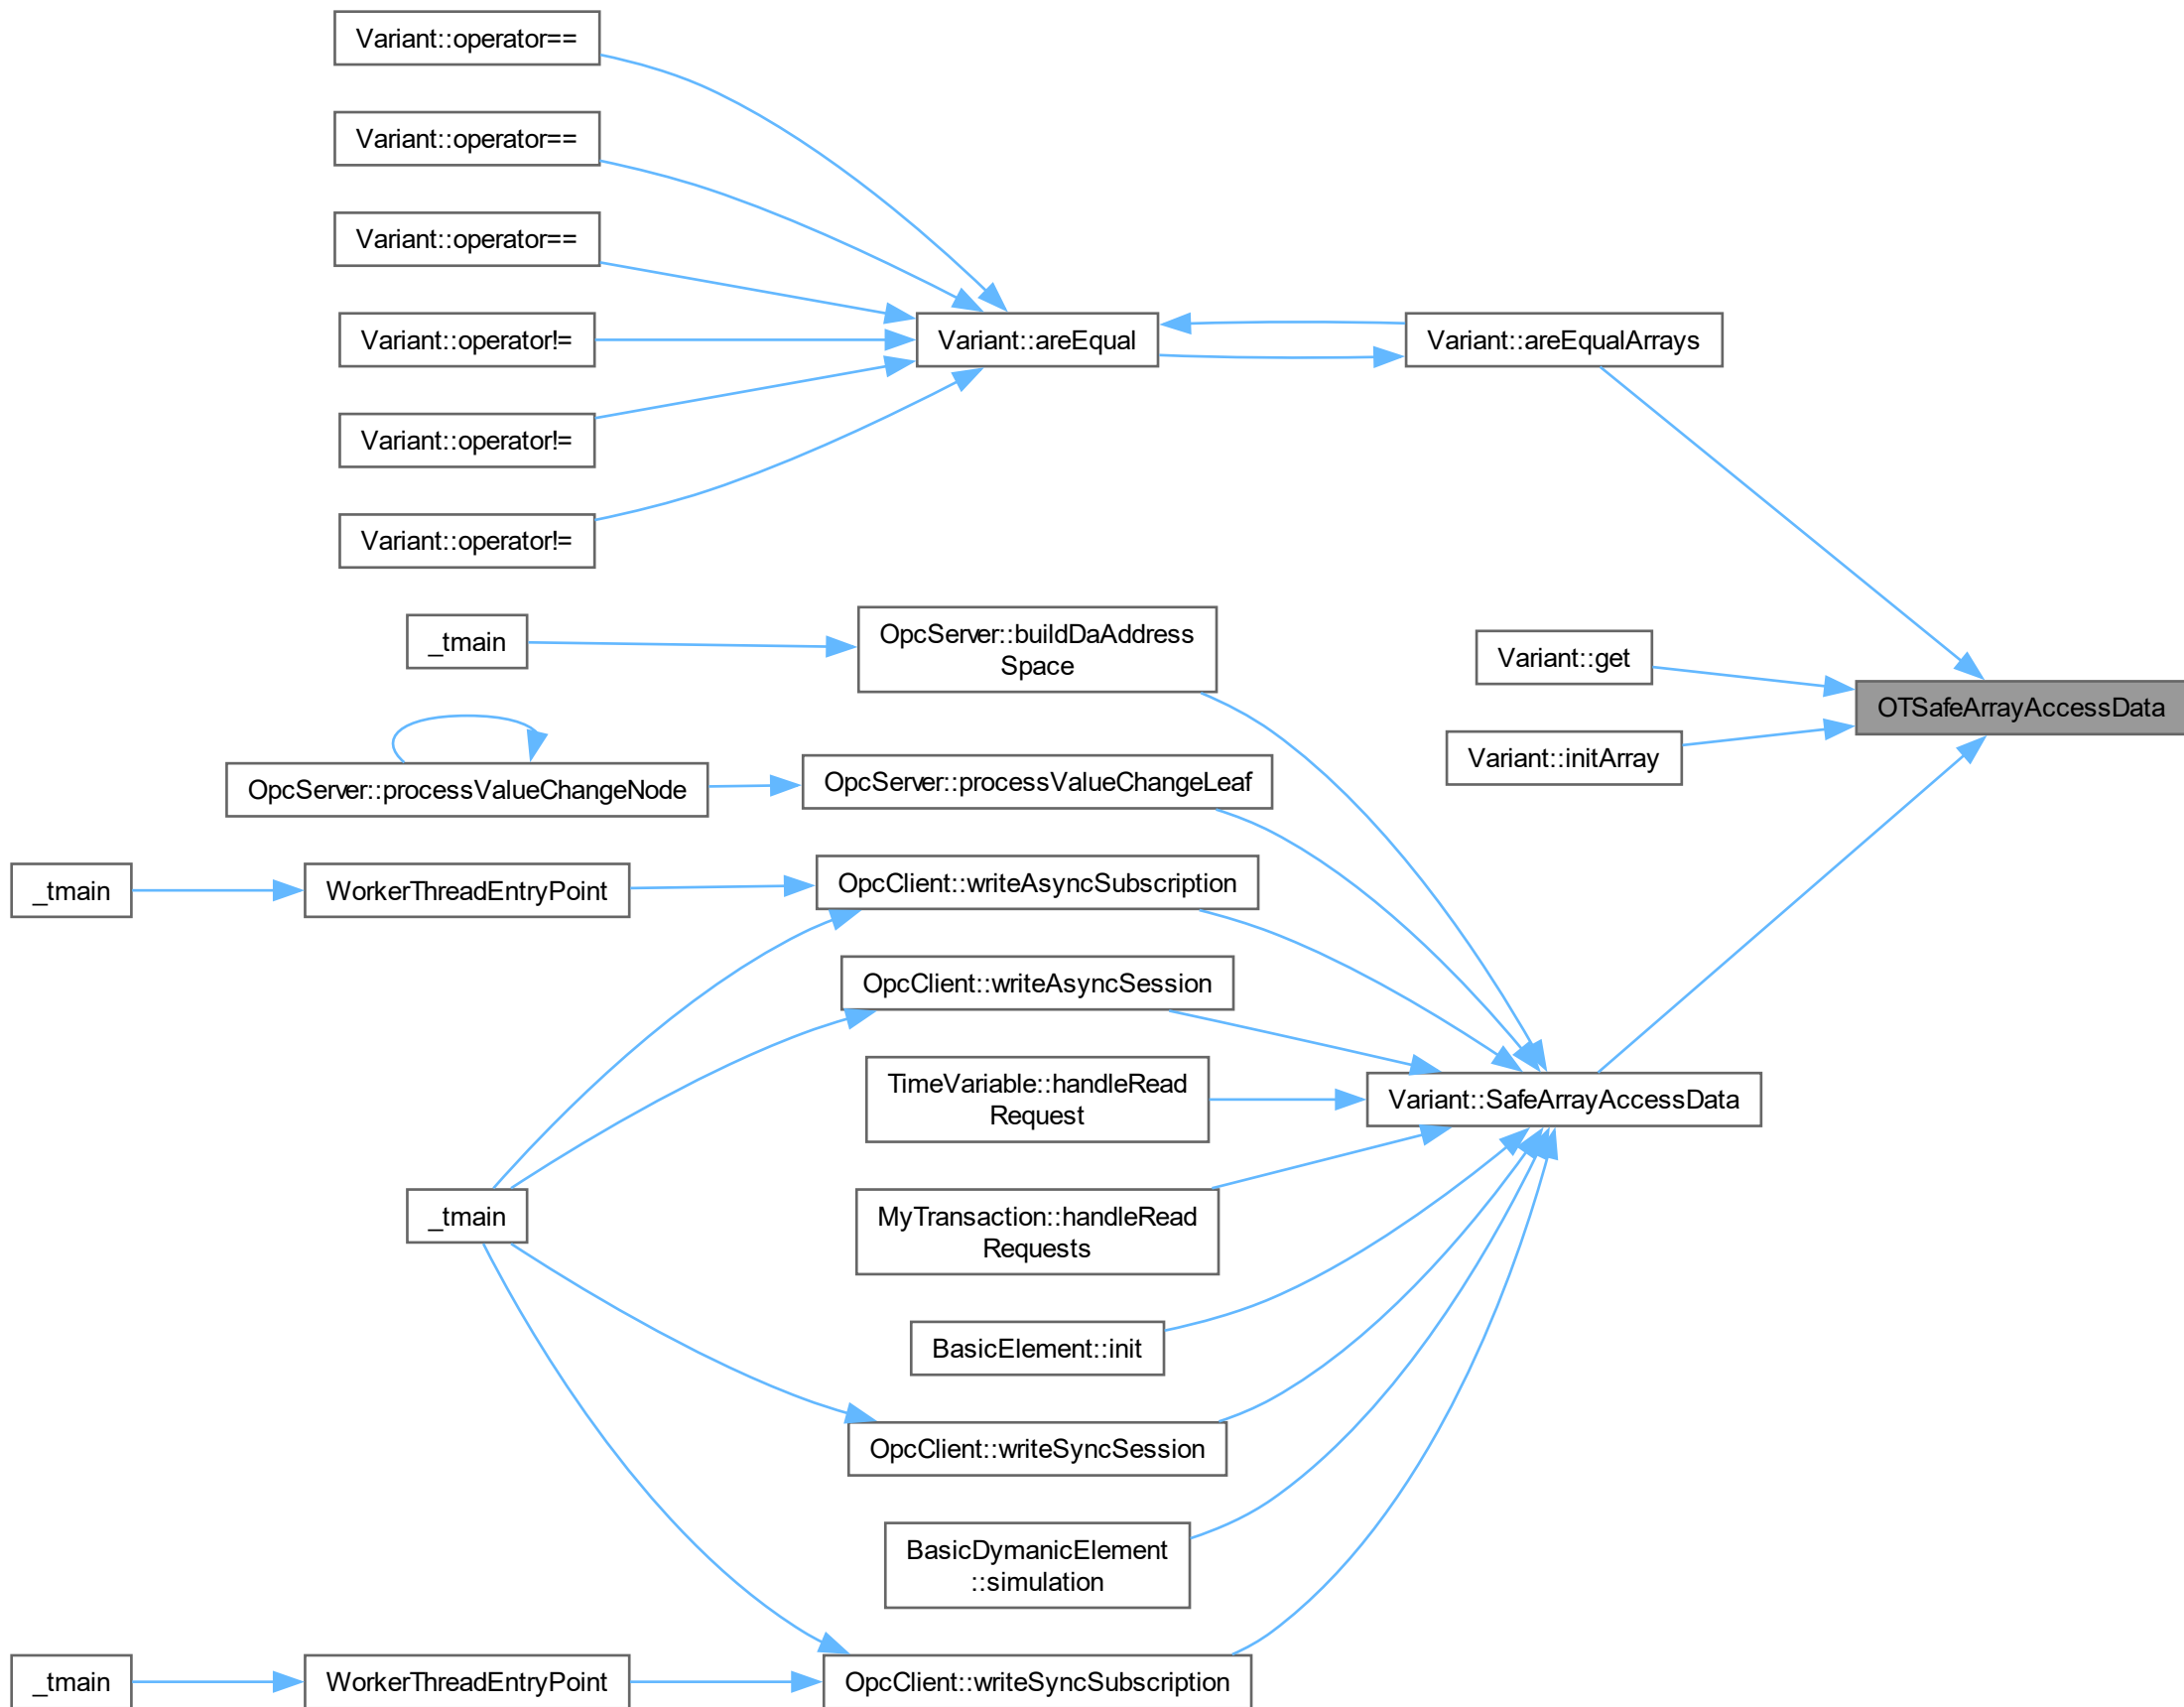 Variant::operator==
Variant::operator==
Variant::operator==
Variant::operator!=
Variant::areEqual
Variant::areEqualArrays
Variant::operator!=
Variant::operator!=
_tmain
OpcServer::buildDaAddress
Space
Variant::get
OTSafeArrayAccessData
Variant::initArray
OpcServer::processValueChangeNode
OpcServer::processValueChangeLeaf
_tmain
WorkerThreadEntryPoint
OpcClient::writeAsyncSubscription
OpcClient::writeAsyncSession
TimeVariable::handleRead
Request
Variant::SafeArrayAccessData
_tmain
MyTransaction::handleRead
Requests
BasicElement::init
OpcClient::writeSyncSession
BasicDymanicElement
::simulation
_tmain
WorkerThreadEntryPoint
OpcClient::writeSyncSubscription